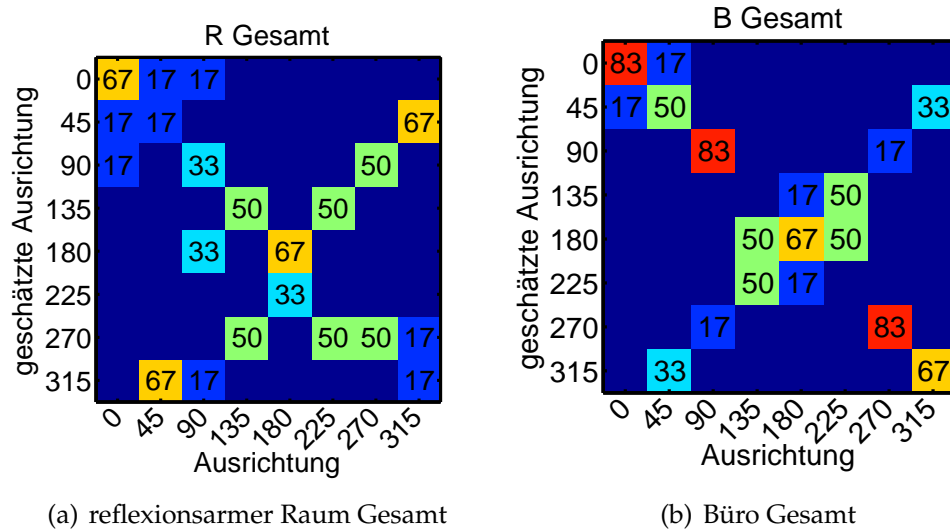 R Gesamt
0 67 17 17
45 17 17 67
90 17 33 50
135 50 50
180 33 67
225 33
270 50 50 50 17
315 67 17 17
0 45 90 135 180 225 270 315
Ausrichtung
geschätzte Ausrichtung
(a) reflexionsarmer Raum Gesamt
B Gesamt
0 83 17
45 17 50 33
90 83 17
135 17 50
180 50 67 50
225 50 17
270 17 83
315 33 67
0 45 90 135 180 225 270 315
Ausrichtung
geschätzte Ausrichtung
(b) Büro Gesamt